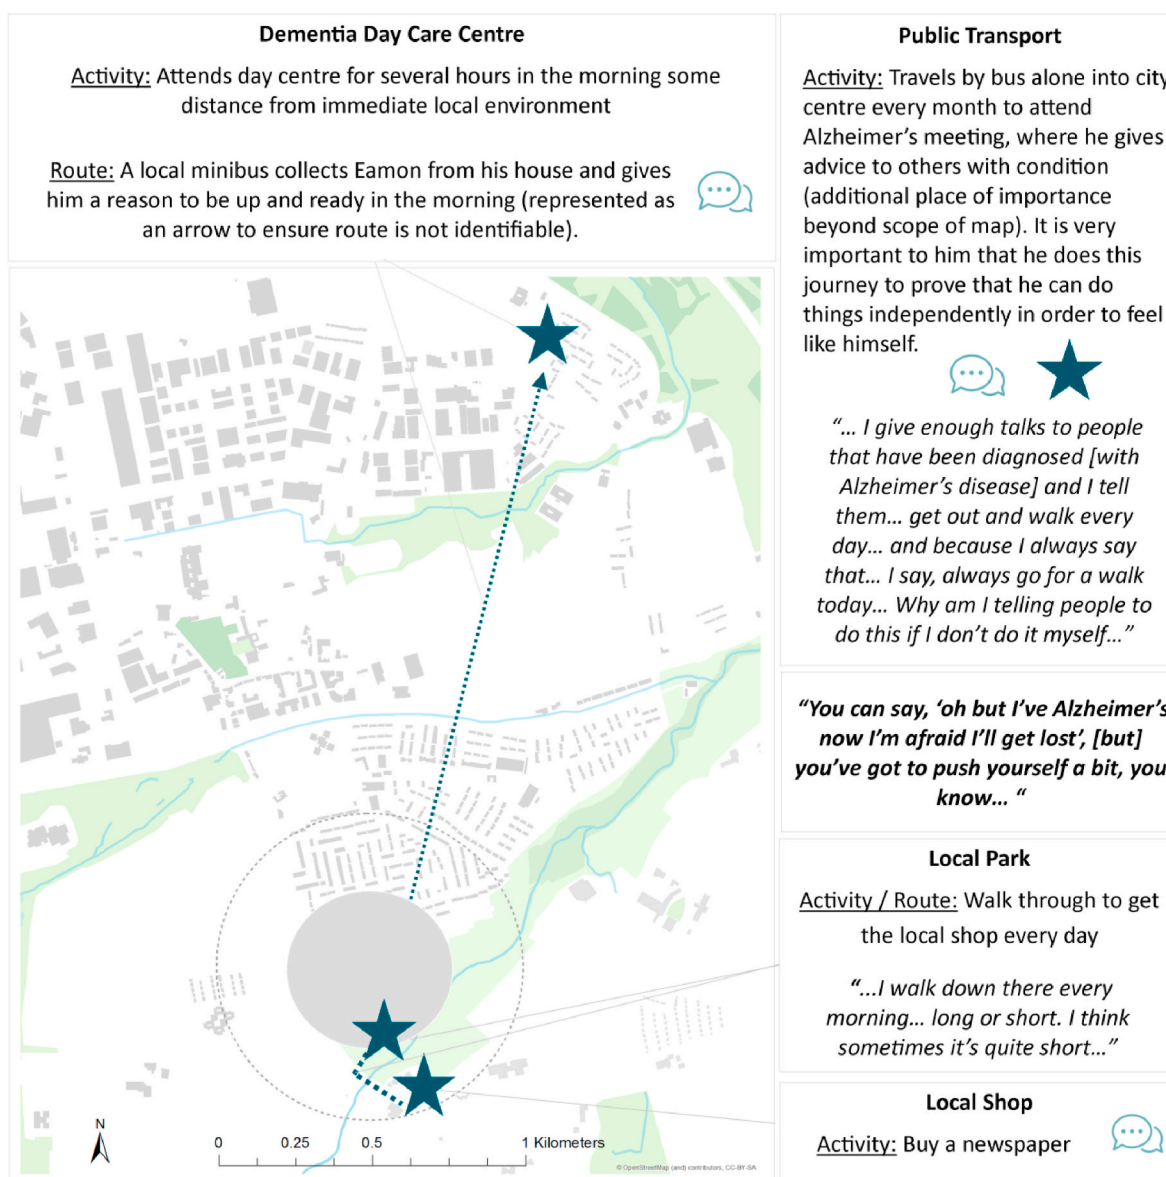 Dementia Day Care Centre
Activity: Attends day centre for several hours in the morning some
distance from immediate local environment
Route: A local minibus collects Eamon from his house and gives
him a reason to be up and ready in the morning (represented as
an arrow to ensure route is not identifiable).
Public Transport
Activity: Travels by bus alone into city
centre every month to attend
Alzheimer's meeting, where he gives
advice to others with condition
(additional place of importance
beyond scope of map). It is very
important to him that he does this
journey to prove that he can do
things independently in order to feel
like himself.
"... I give enough talks to people
that have been diagnosed [with
Alzheimer's disease] and I tell
them... get out and walk every
day... and because I always say
that... I say, always go for a walk
today... Why am I telling people to
do this if I don't do it myself..."
"You can say, 'oh but I've Alzheimer's
now I'm afraid I'll get lost', [but]
you've got to push yourself a bit, you
know... "
Local Park
Activity / Route: Walk through to get
the local shop every day
"...I walk down there every
morning... long or short. I think
sometimes it's quite short..."
Local Shop
Activity: Buy a newspaper
N
0 0.25 0.5 1 Kilometers
© OpenStreetMap (and) contributors, CC-BY-SA